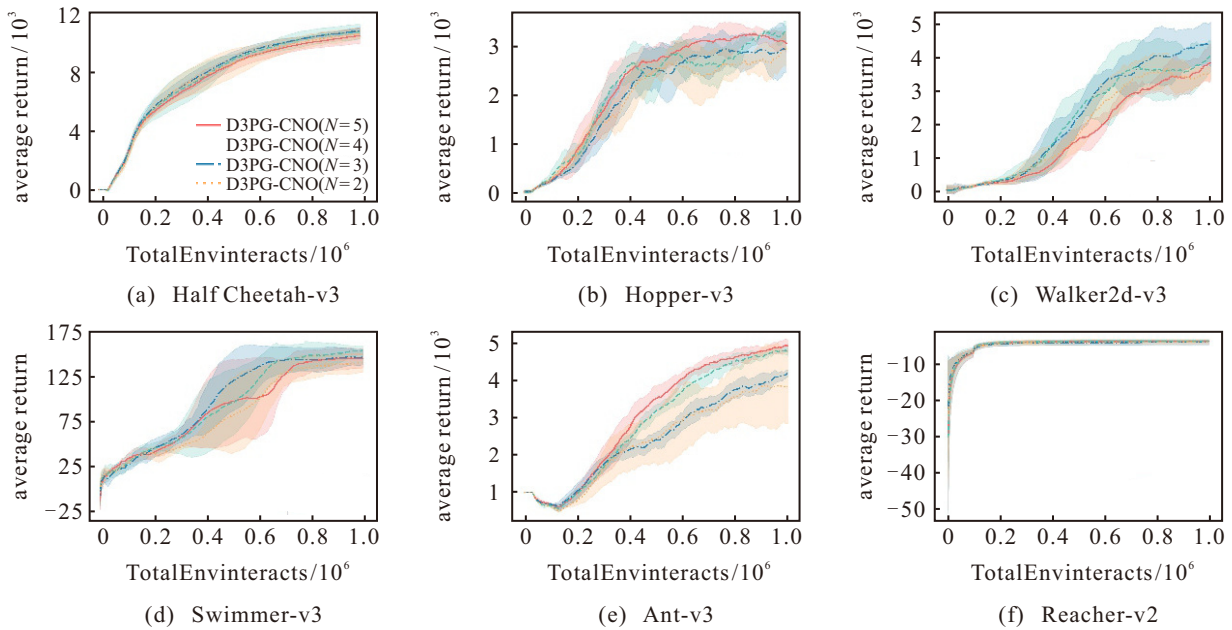 12
8
4
0
average return/10³
D3PG-CNO(N=5)
D3PG-CNO(N=4)
D3PG-CNO(N=3)
D3PG-CNO(N=2)
0 0.2 0.4 0.6 0.8 1.0
TotalEnvinteracts/10⁶
(a) Half Cheetah-v3
3
2
1
0
average return/10³
0 0.2 0.4 0.6 0.8 1.0
TotalEnvinteracts/10⁶
(b) Hopper-v3
5
4
3
2
1
0
average return/10³
0 0.2 0.4 0.6 0.8 1.0
TotalEnvinteracts/10⁶
(c) Walker2d-v3
175
125
75
25
−25
average return
0 0.2 0.4 0.6 0.8 1.0
TotalEnvinteracts/10⁶
(d) Swimmer-v3
5
4
3
2
1
average return/10³
0 0.2 0.4 0.6 0.8 1.0
TotalEnvinteracts/10⁶
(e) Ant-v3
−10
−20
−30
−40
−50
average return
0 0.2 0.4 0.6 0.8 1.0
TotalEnvinteracts/10⁶
(f) Reacher-v2